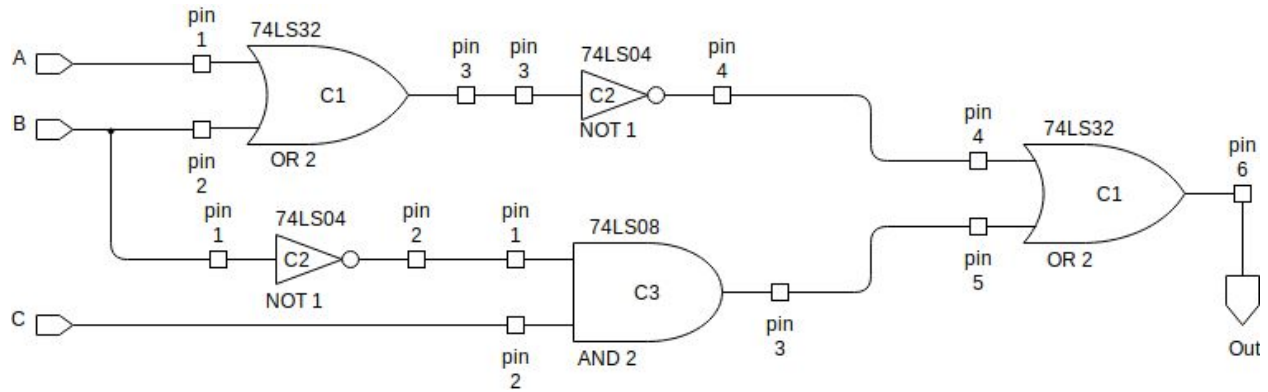 pin
1
74LS32
A
C1
pin
3
pin
3
74LS04
C2
NOT 1
pin
4
B
pin
2
OR 2
pin
4
74LS32
C1
OR 2
pin
6
pin
1
74LS04
C2
NOT 1
pin
2
pin
1
74LS08
C3
AND 2
pin
5
C
pin
2
pin
3
Out